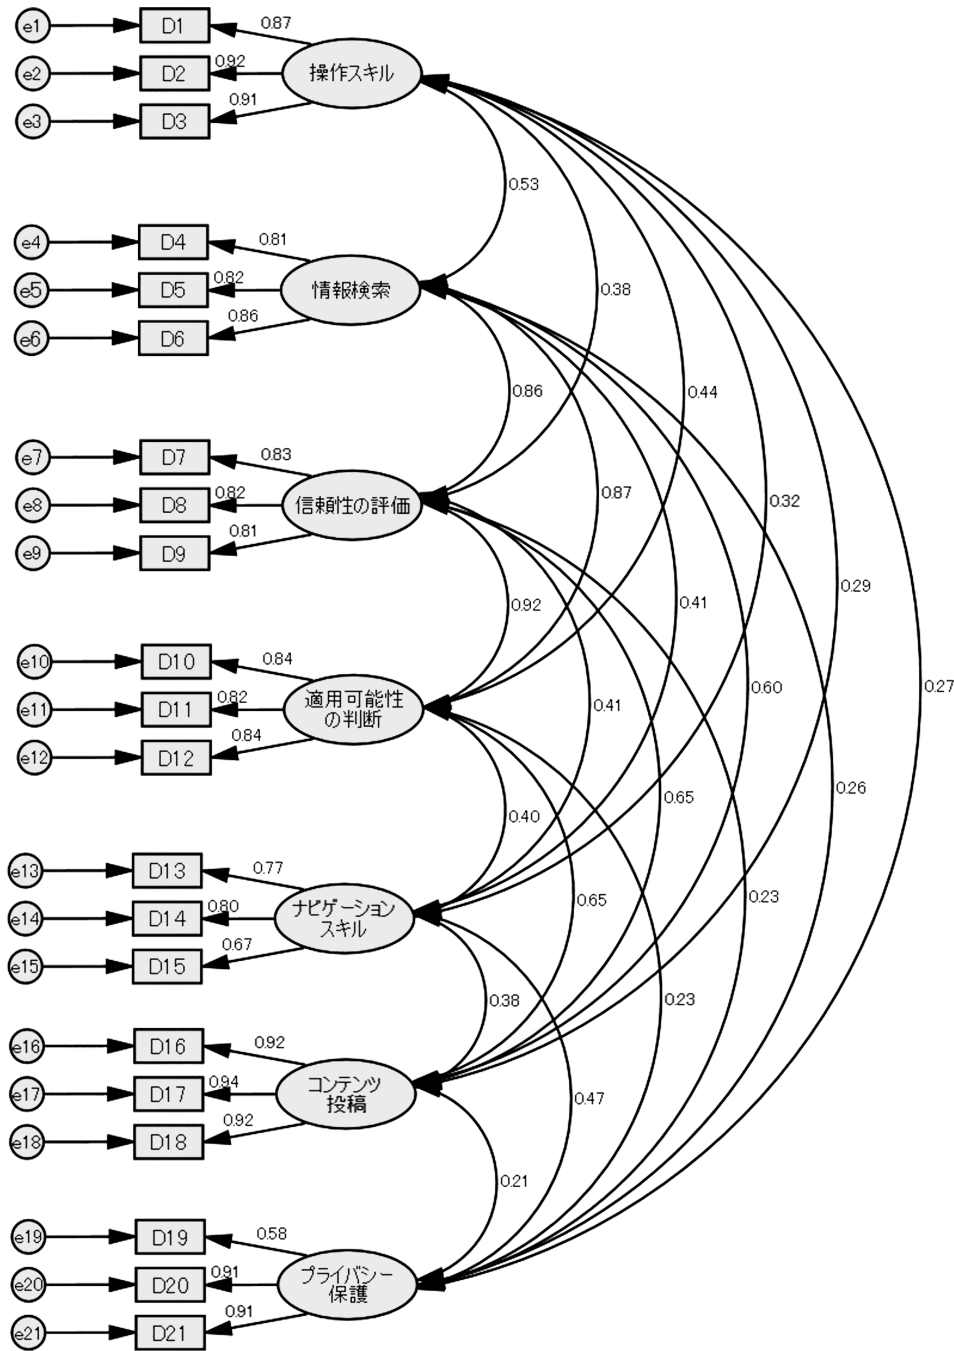 e1
D1
0.87
e2
D2
0.92
操作スキル
e3
D3
0.91
0.53
e4
D4
0.81
e5
D5
0.82
情報検索
0.38
e6
D6
0.86
0.86
0.44
e7
D7
0.83
e8
D8
0.82
信頼性の評価
0.87
0.32
e9
D9
0.81
0.92
0.41
0.29
e10
D10
0.84
e11
D11
0.82
適用可能性
の判断
0.41
0.60
0.27
e12
D12
0.84
0.40
0.65
0.26
e13
D13
0.77
e14
D14
0.80
ナビゲーション
スキル
0.65
0.23
e15
D15
0.67
0.38
0.23
e16
D16
0.92
e17
D17
0.94
コンテンツ
投稿
0.47
e18
D18
0.92
0.21
e19
D19
0.58
e20
D20
0.91
プライバシー
保護
e21
D21
0.91